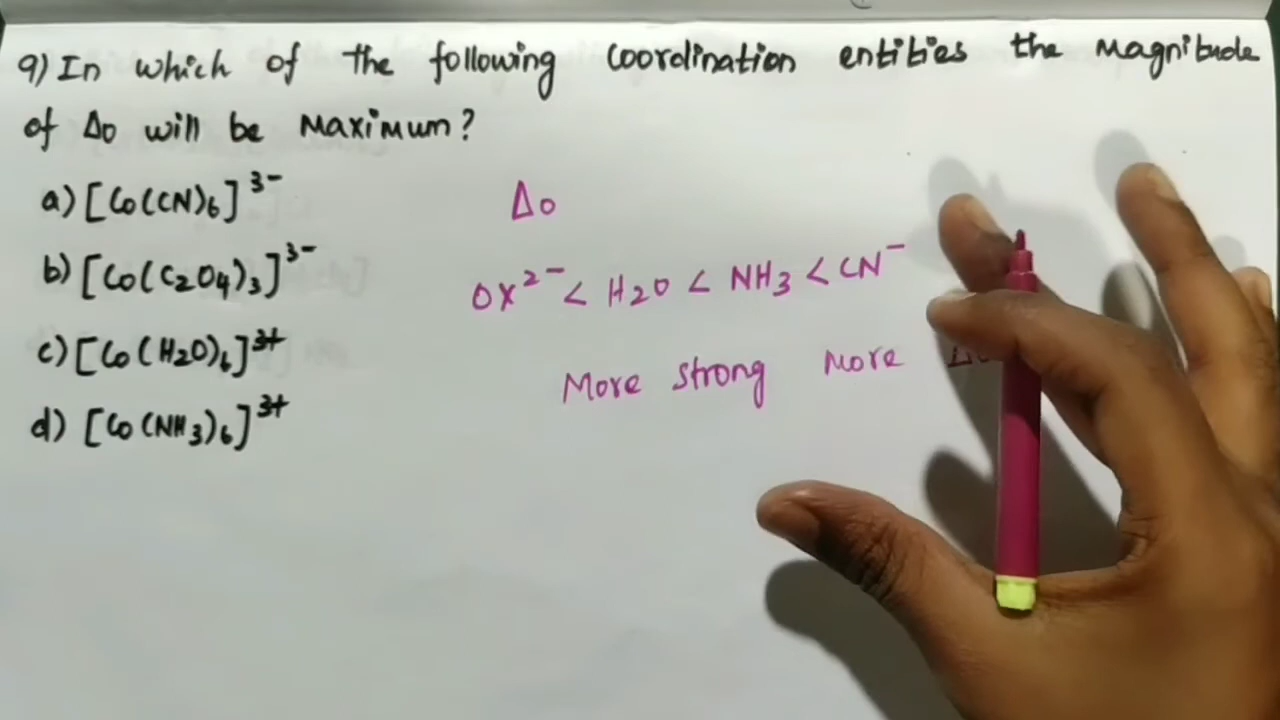 9) In which of the following coordination entities the magnitude
of Δo will be maximum?
a) [Co(CN)6]³⁻
b) [Co(C2O4)3]³⁻
c) [Co(H2O)6]³⁺
d) [Co(NH3)6]³⁺
Δo
OX²⁻ < H2O < NH3 < CN⁻
More strong more